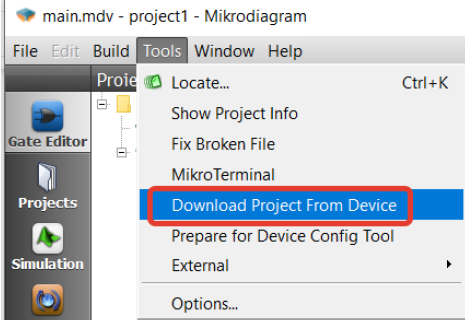 main.mdv - project1 - Mikrodiagram
File Edit Build Tools Window Help
Proje
Locate... Ctrl+K
Show Project Info
Gate Editor
Fix Broken File
MikroTerminal
Projects
Download Project From Device
Prepare for Device Config Tool
Simulation
External
Options...